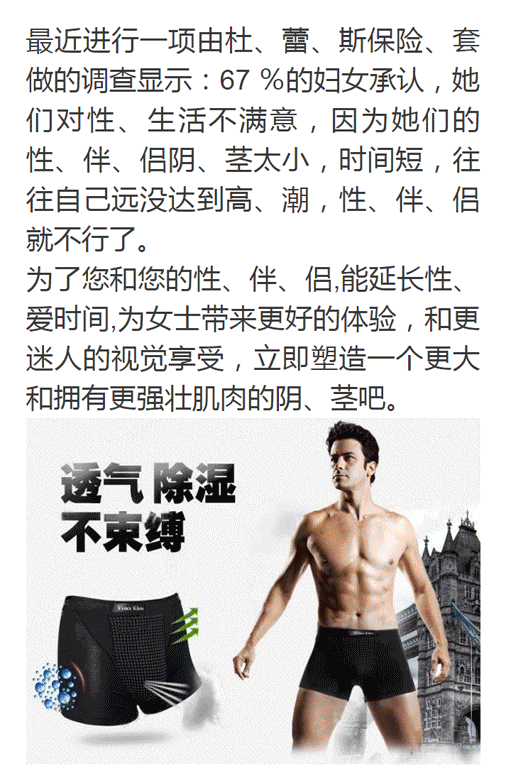 最近进行一项由杜、蕾、斯保险、套
做的调查显示：67 %的妇女承认，她
们对性、生活不满意，因为她们的
性、伴、侣阴、茎太小，时间短，往
往自己远没达到高、潮，性、伴、侣
就不行了。
为了您和您的性、伴、侣,能延长性、
爱时间,为女士带来更好的体验，和更
迷人的视觉享受，立即塑造一个更大
和拥有更强壮肌肉的阴、茎吧。
透气 除湿
不束缚